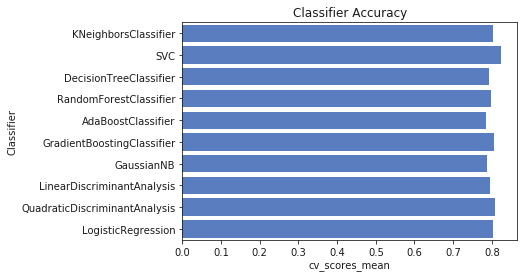 Classifier Accuracy
Classifier
KNeighborsClassifier
SVC
DecisionTreeClassifier
RandomForestClassifier
AdaBoostClassifier
GradientBoostingClassifier
GaussianNB
LinearDiscriminantAnalysis
QuadraticDiscriminantAnalysis
LogisticRegression
0.0 0.1 0.2 0.3 0.4 0.5 0.6 0.7 0.8
cv_scores_mean